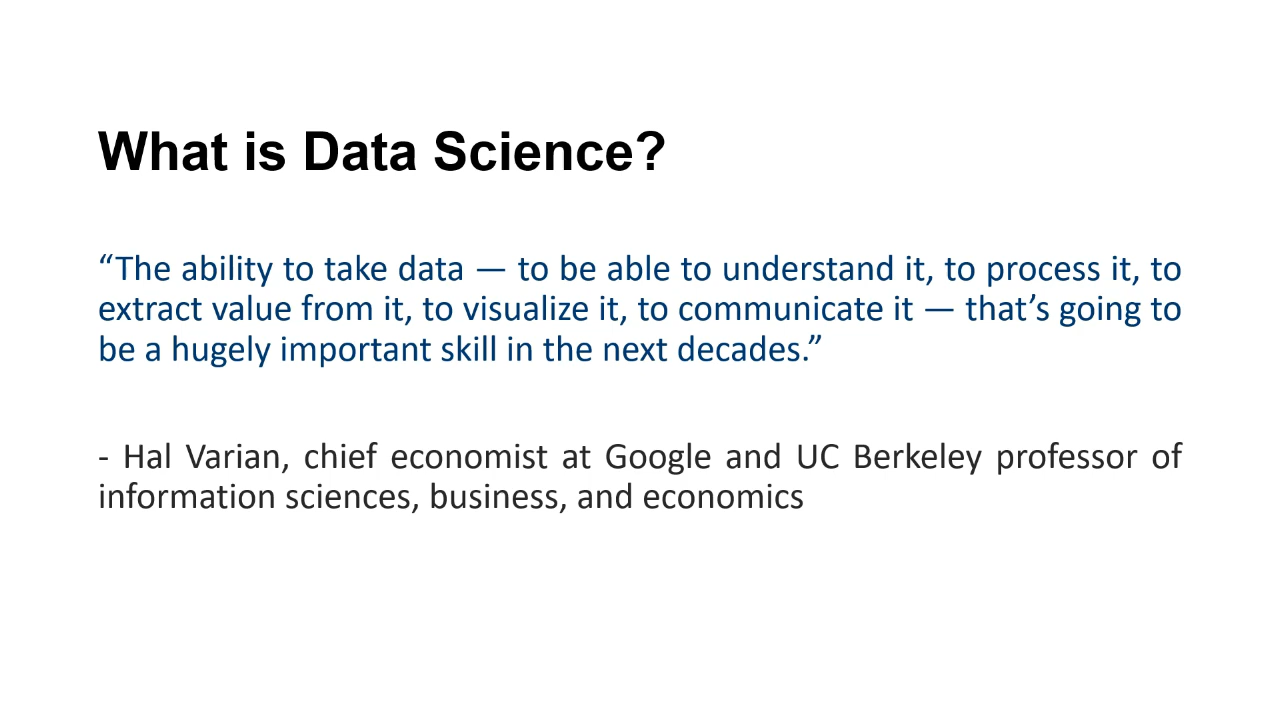 What is Data Science?
“The ability to take data — to be able to understand it, to process it, to
extract value from it, to visualize it, to communicate it — that’s going to
be a hugely important skill in the next decades.”
- Hal Varian, chief economist at Google and UC Berkeley professor of
information sciences, business, and economics